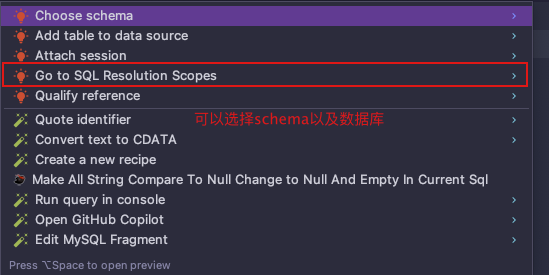 Choose schema
Add table to data source
Attach session
Go to SQL Resolution Scopes
Qualify reference
Quote identifier
可以选择schema以及数据库
Convert text to CDATA
Create a new recipe
Make All String Compare To Null Change to Null And Empty In Current Sql
Run query in console
Open GitHub Copilot
Edit MySQL Fragment
Press ⌥Space to open preview